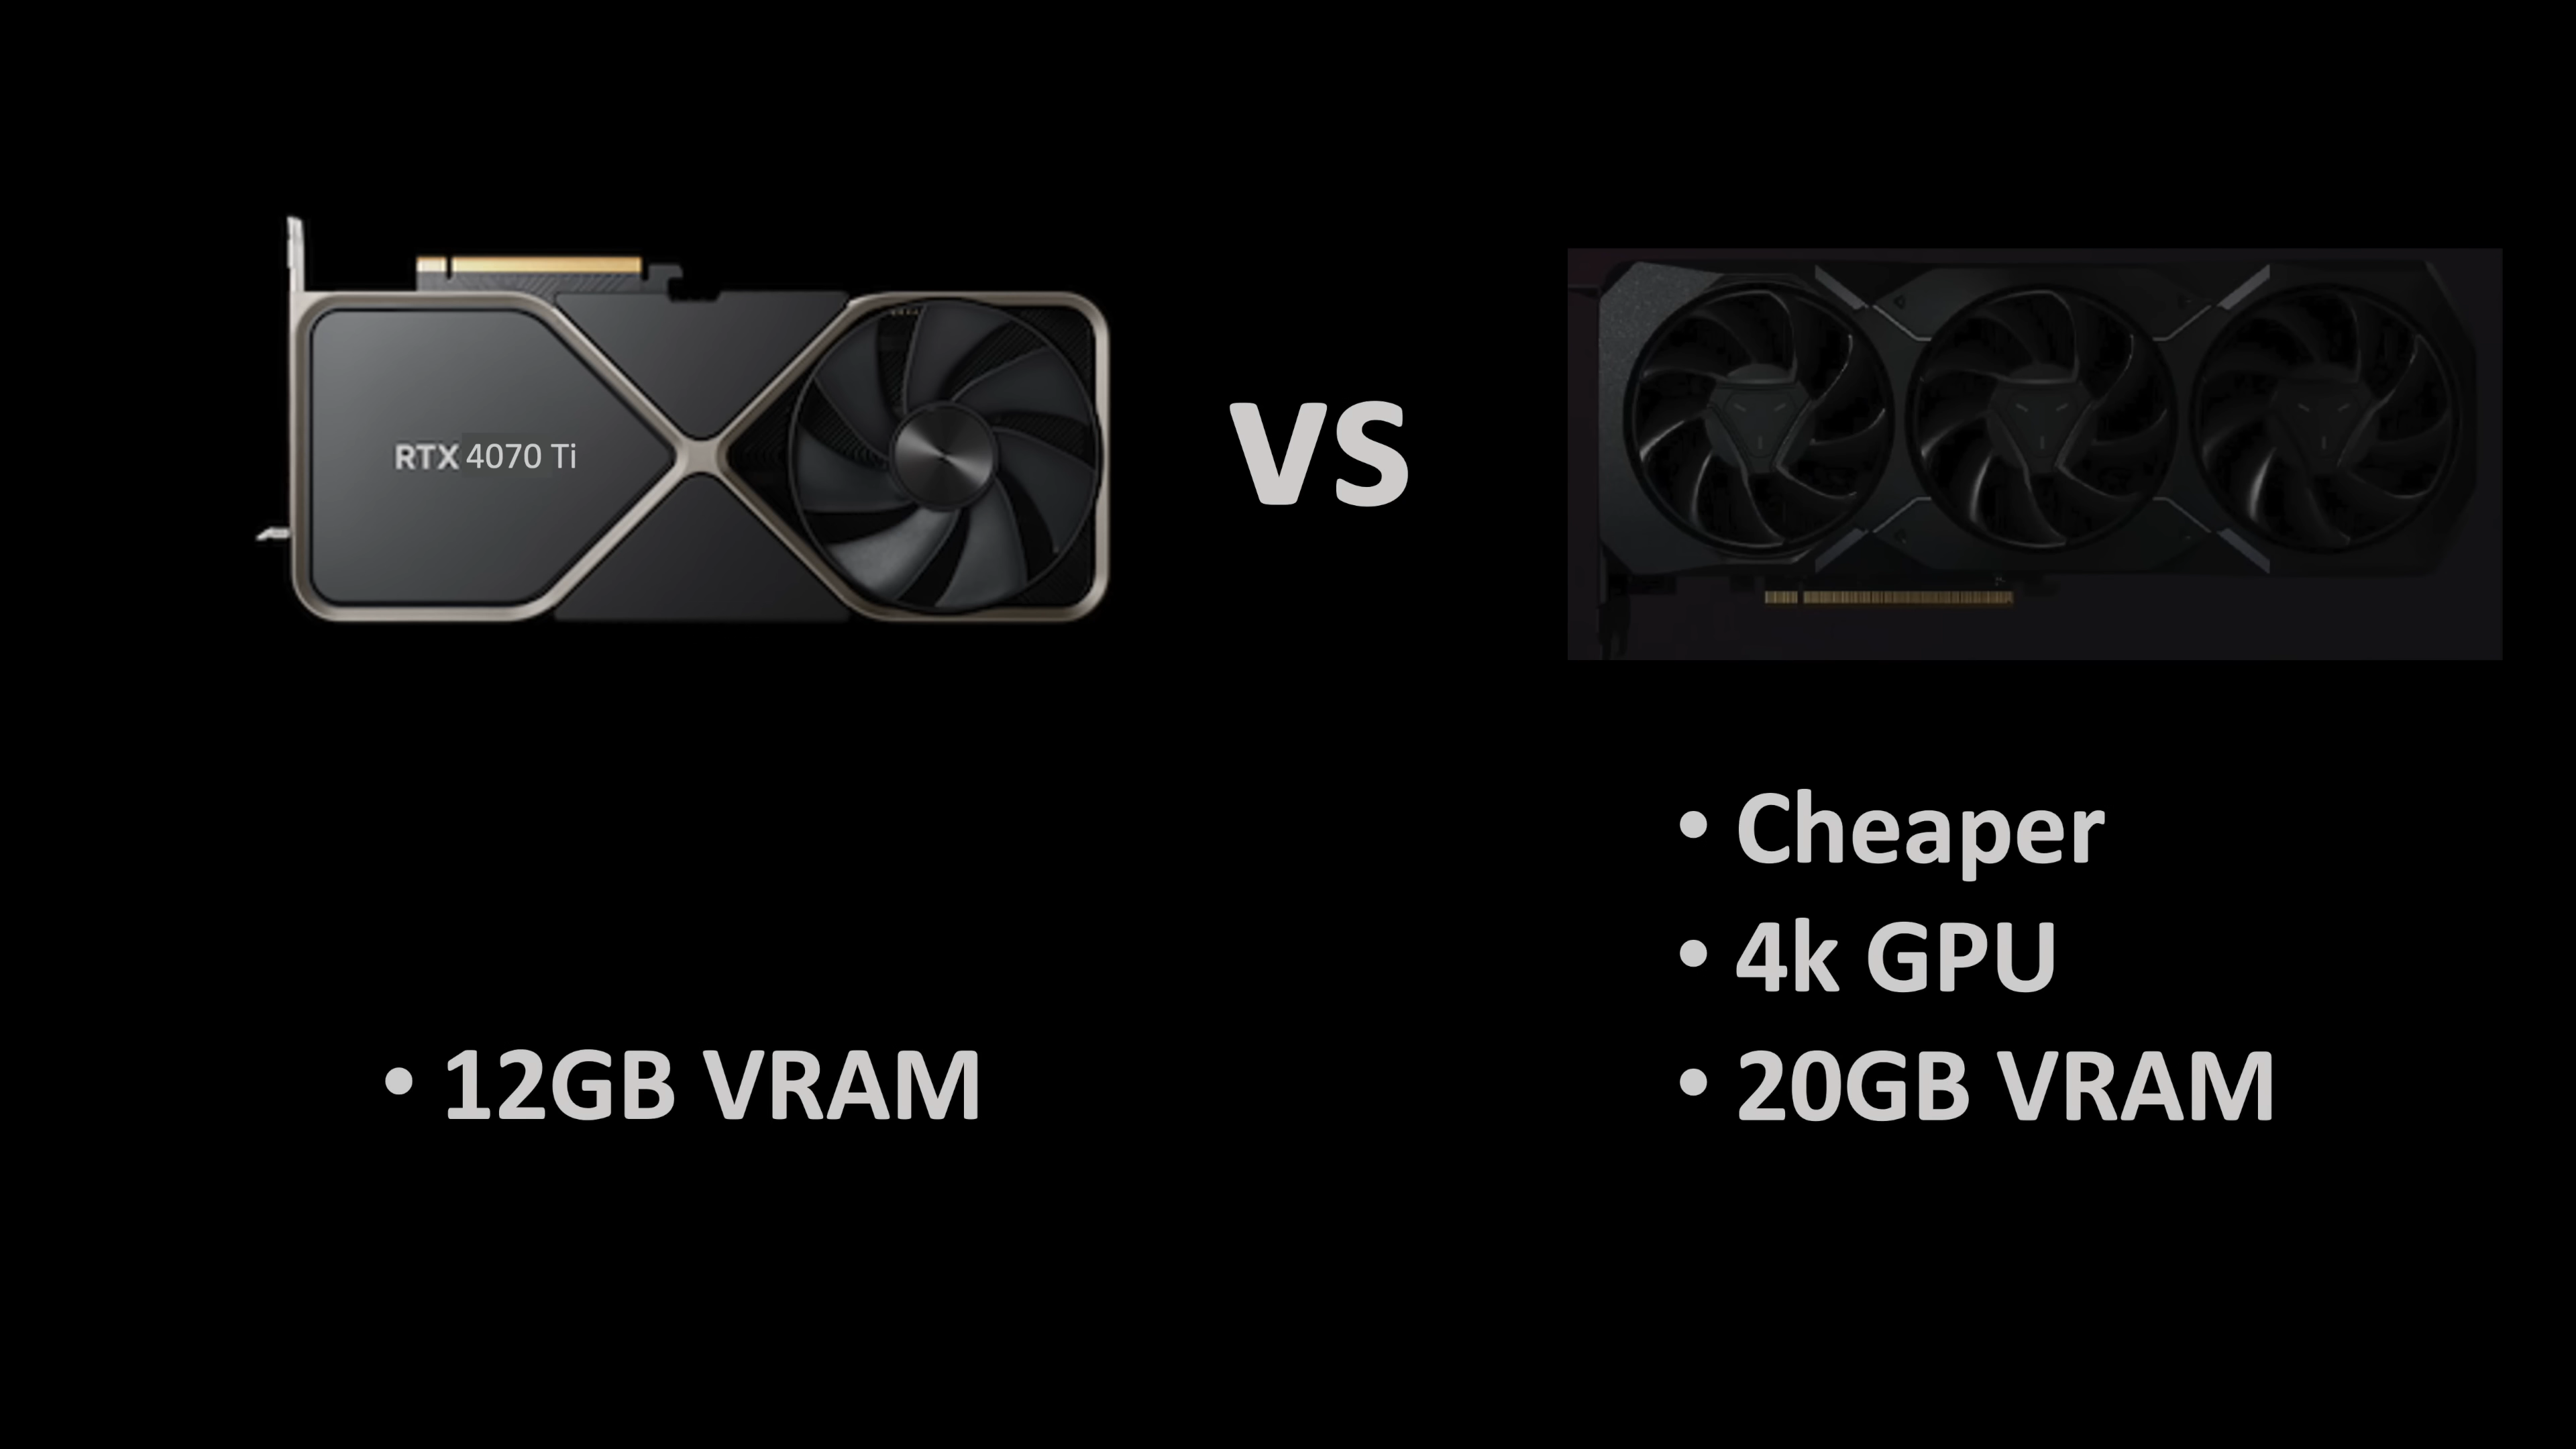 RTX 4070 Ti
VS
• Cheaper
• 4k GPU
• 12GB VRAM
• 20GB VRAM